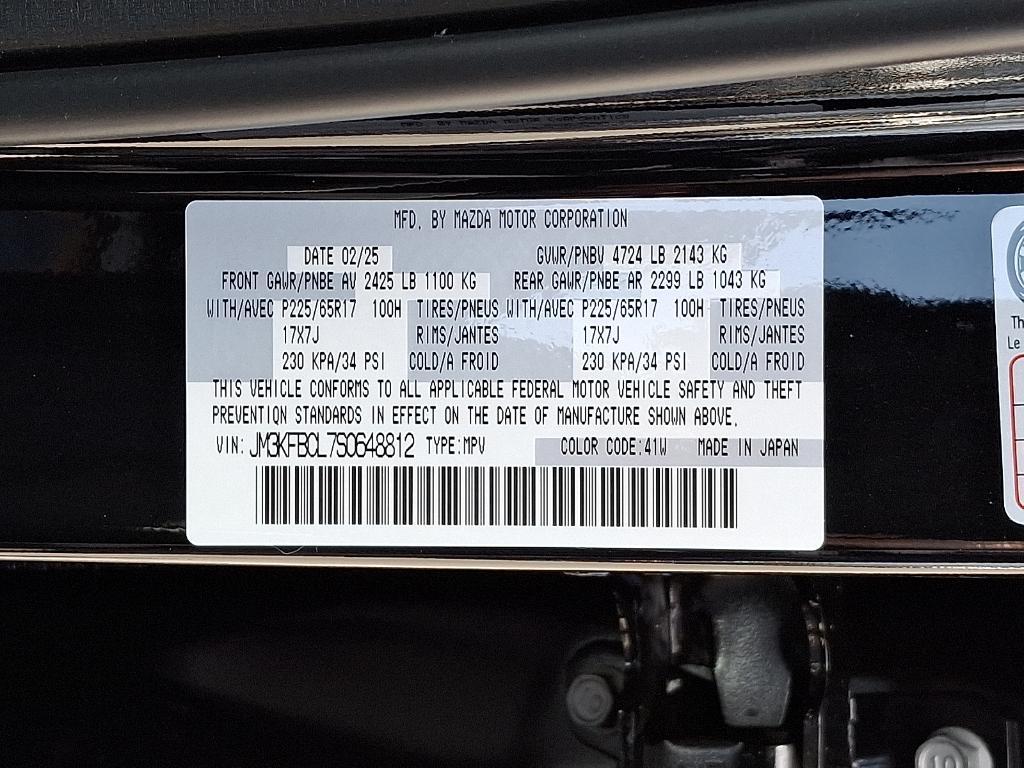 MFD. BY MAZDA MOTOR CORPORATION
DATE 02/25 GVWR/PNBV 4724 LB 2143 KG
FRONT GAWR/PNBE AV 2425 LB 1100 KG REAR GAWR/PNBE AR 2299 LB 1043 KG
WITH/AVEC P225/65R17 100H TIRES/PNEUS WITH/AVEC P225/65R17 100H TIRES/PNEUS
17X7J RIMS/JANTES 17X7J RIMS/JANTES
230 KPA/34 PSI COLD/A FROID 230 KPA/34 PSI COLD/A FROID
THIS VEHICLE CONFORMS TO ALL APPLICABLE FEDERAL MOTOR VEHICLE SAFETY AND THEFT
PREVENTION STANDARDS IN EFFECT ON THE DATE OF MANUFACTURE SHOWN ABOVE.
VIN: JM3KFBCL7S0648812 TYPE:MPV COLOR CODE:41W MADE IN JAPAN
Th
Le
10